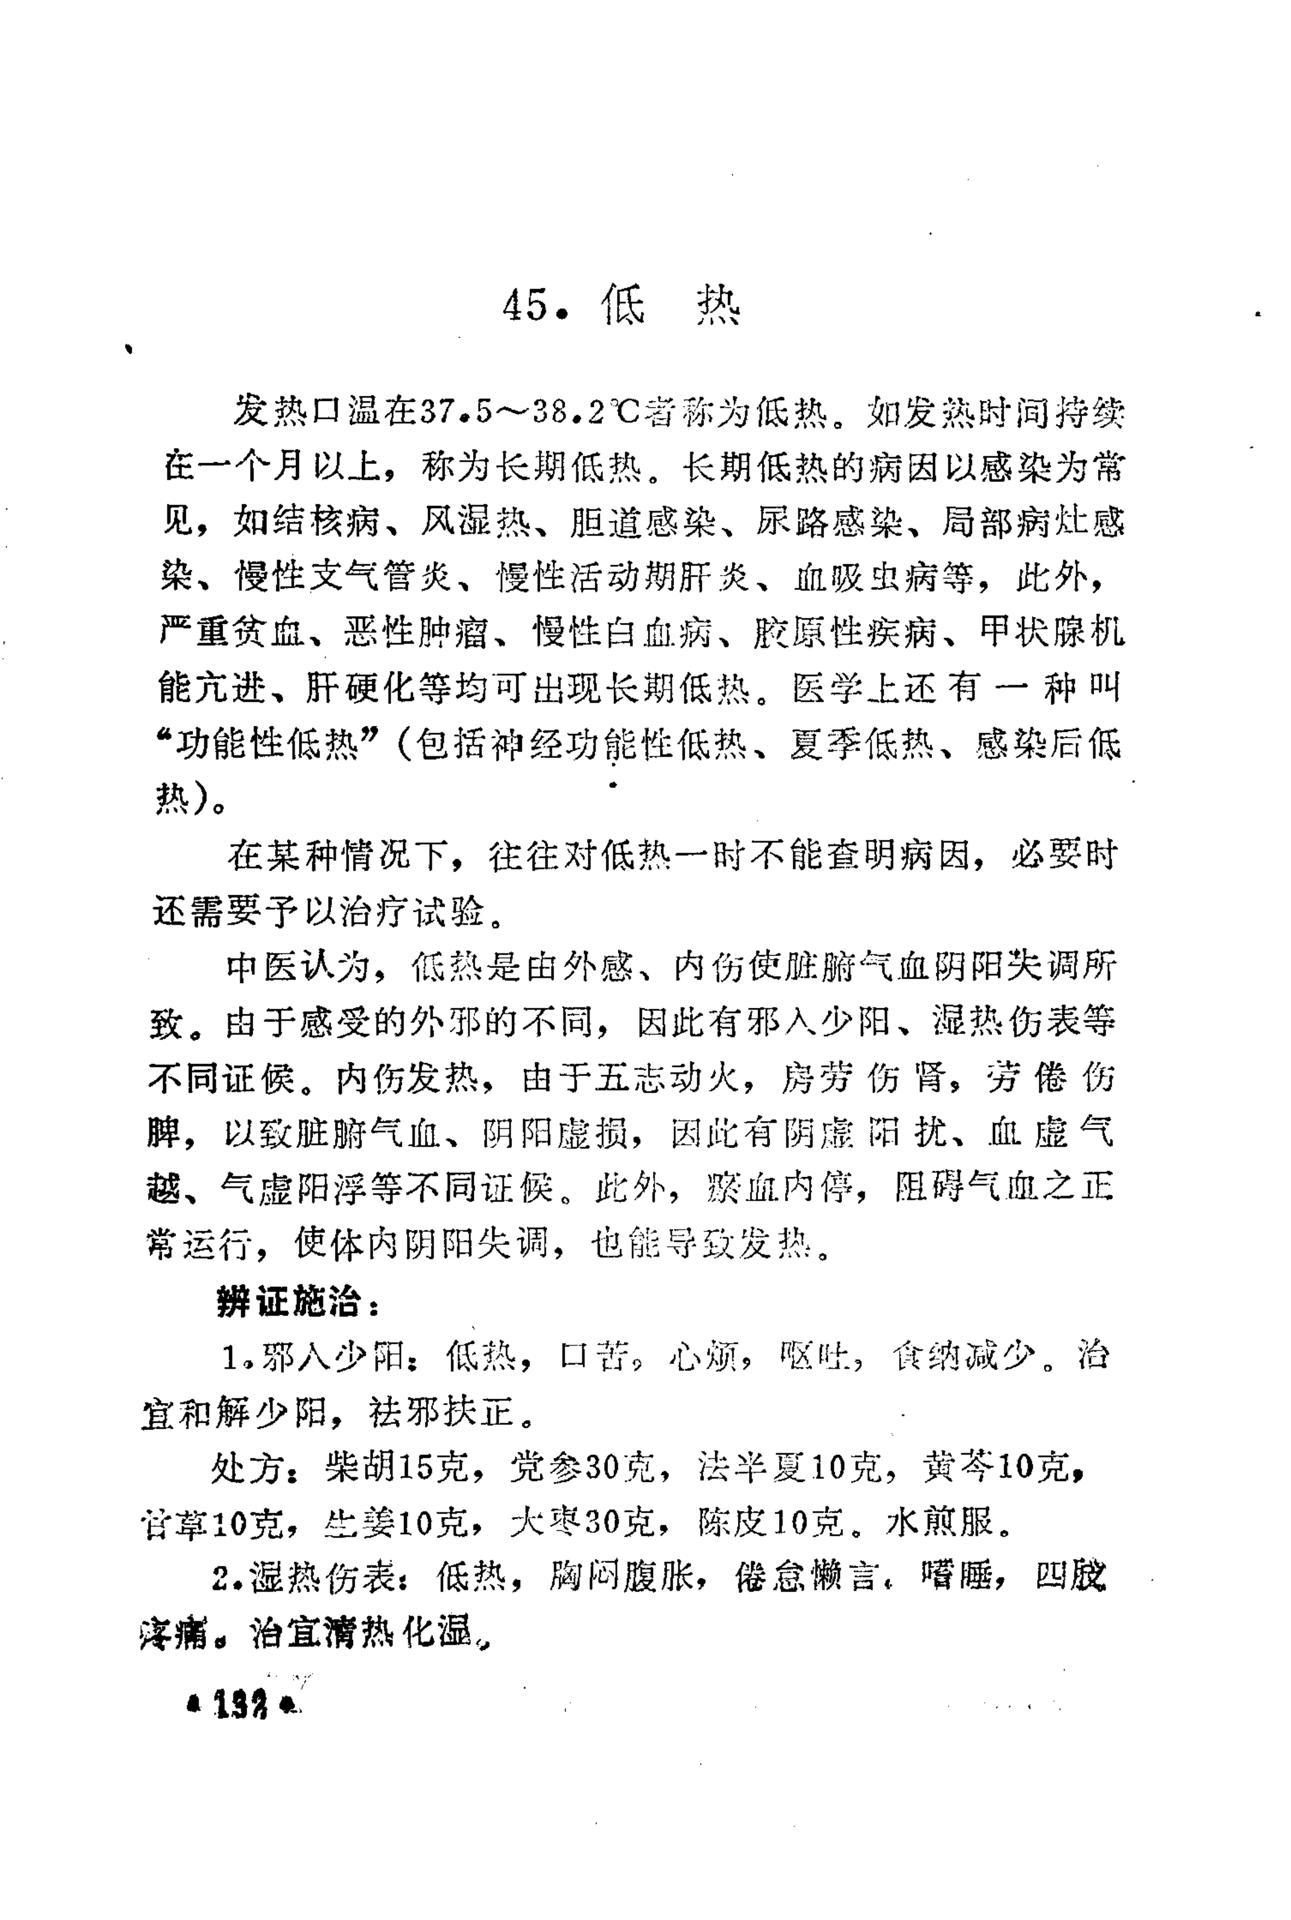 45.低 热
发热口温在37.5～38.2℃者称为低热。如发热时间持续
在一个月以上，称为长期低热。长期低热的病因以感染为常
见，如结核病、风湿热、胆道感染、尿路感染、局部病灶感
染、慢性支气管炎、慢性活动期肝炎、血吸虫病等，此外，
严重贫血、恶性肿瘤、慢性白血病、胶原性疾病、甲状腺机
能亢进、肝硬化等均可出现长期低热。医学上还有一种叫
“功能性低热”（包括神经功能性低热、夏季低热、感染后低
热）。
在某种情况下，往往对低热一时不能查明病因，必要时
还需要予以治疗试验。
中医认为，低热是由外感、内伤使脏腑气血阴阳失调所
致。由于感受的外邪的不同，因此有邪入少阳、湿热伤表等
不同证候。内伤发热，由于五志动火，房劳伤肾，劳倦伤
脾，以致脏腑气血、阴阳虚损，因此有阴虚阳扰、血虚气
越、气虚阳浮等不同证候。此外，瘀血内停，阻碍气血之正
常运行，使体内阴阳失调，也能导致发热。
辨证施治：
1.邪入少阳：低热，口苦。心烦，呕吐，食纳减少。治
宜和解少阳，祛邪扶正。
处方：柴胡15克，党参30克，法半夏10克，黄芩10克，
甘草10克，生姜10克，大枣30克，陈皮10克。水煎服。
2.湿热伤表：低热，胸闷腹胀，倦怠懒言，嗜睡，四肢
疼痛。治宜清热化湿。